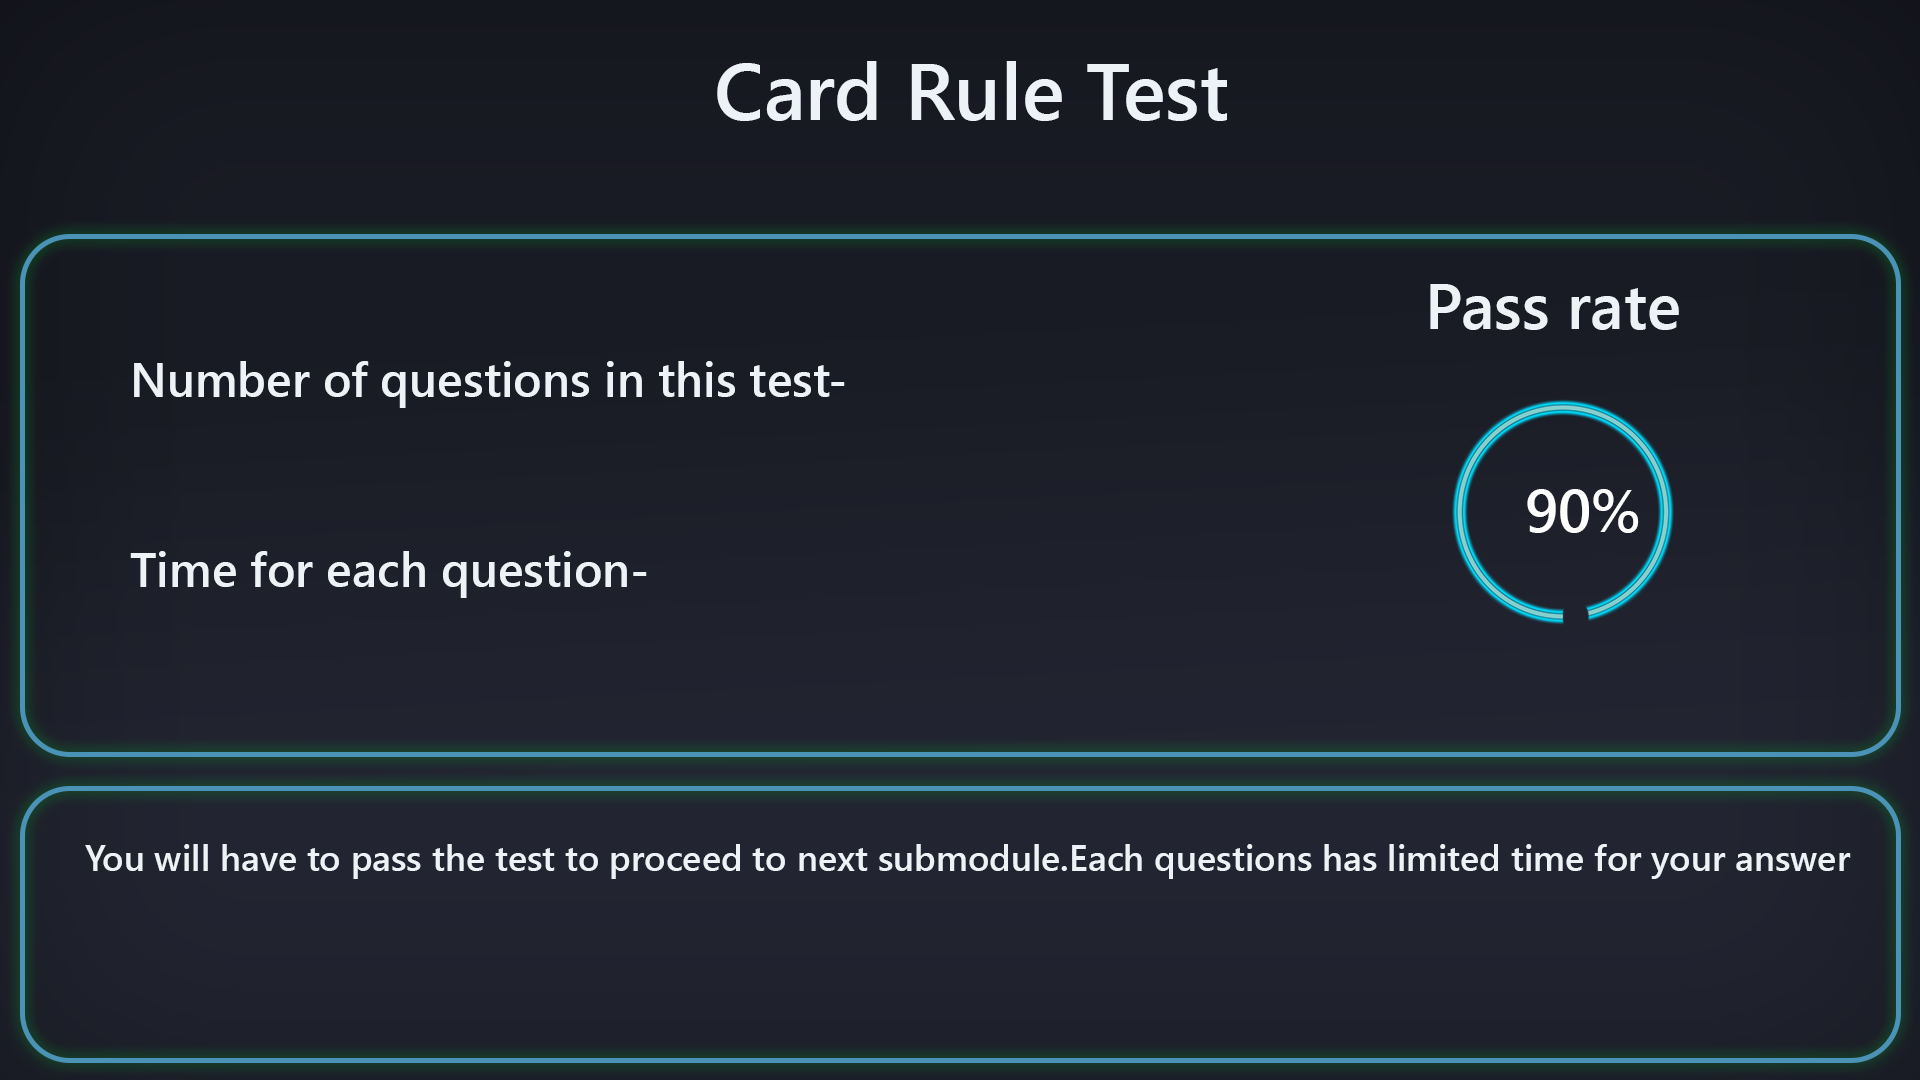 Card Rule Test
Pass rate
Number of questions in this test-
90%
Time for each question-
You will have to pass the test to proceed to next submodule.Each questions has limited time for your answer